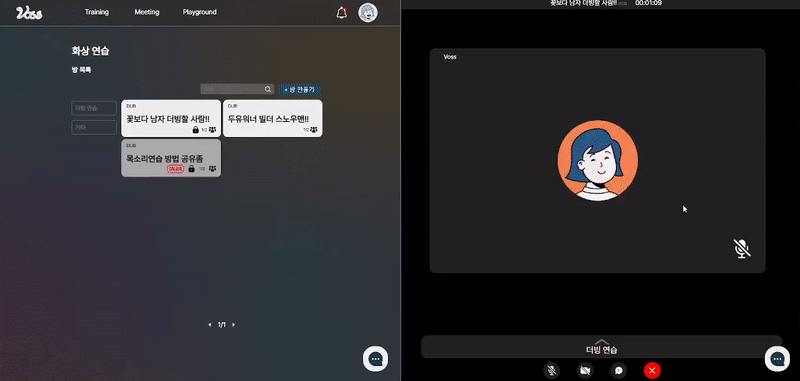 Voss
Training
Meeting
Playground
화상 연습
방 목록
+ 방 만들기
더빙 연습
기타
DUB
꽃보다 남자 더빙할 사람!!
1/2
DUB
두유워너 빌더 스노우맨!!
1/2
DUB
목소리연습 방법 공유좀
ON AIR
1/2
1/1
꽃보다 남자 더빙할 사람!!
00:01:09
Voss
더빙 연습